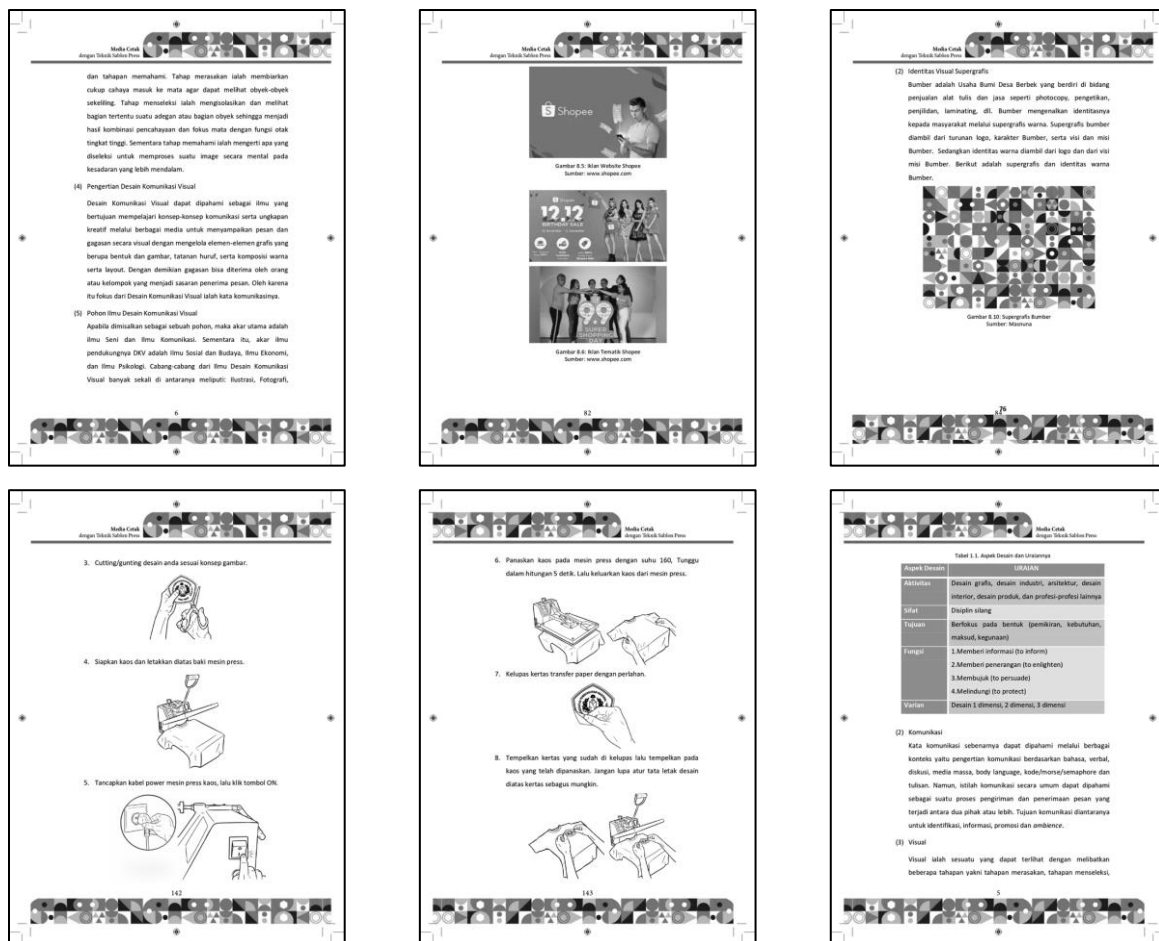 Media Cetak
dengan Teknik Sablon Press
dan tahapan memahami. Tahap merasakan ialah membiarkan
cukup cahaya masuk ke mata agar dapat melihat obyek-obyek
sekeliling. Tahap menseleksi ialah mengisolasikan dan melihat
bagian tertentu suatu adegan atau bagian obyek sehingga menjadi
hasil kombinasi pencahayaan dan fokus mata dengan fungsi otak
tingkat tinggi. Sementara tahap memahami ialah mengerti apa yang
diseleksi untuk memproses suatu image secara mental pada
kesadaran yang lebih mendalam.
(4) Pengertian Desain Komunikasi Visual
Desain Komunikasi Visual dapat dipahami sebagai ilmu yang
bertujuan mempelajari konsep-konsep komunikasi serta ungkapan
kreatif melalui berbagai media untuk menyampaikan pesan dan
gagasan secara visual dengan mengelola elemen-elemen grafis yang
berupa bentuk dan gambar, tatanan huruf, serta komposisi warna
serta layout. Dengan demikian gagasan bisa diterima oleh orang
atau kelompok yang menjadi sasaran penerima pesan. Oleh karena
itu fokus dari Desain Komunikasi Visual ialah kata komunikasinya.
(5) Pohon Ilmu Desain Komunikasi Visual
Apabila dimisalkan sebagai sebuah pohon, maka akar utama adalah
ilmu Seni dan Ilmu Komunikasi. Sementara itu, akar ilmu
pendukungnya DKV adalah Ilmu Sosial dan Budaya, Ilmu Ekonomi,
dan Ilmu Psikologi. Cabang-cabang dari Ilmu Desain Komunikasi
Visual banyak sekali di antaranya meliputi: Ilustrasi, Fotografi,
6
Media Cetak
dengan Teknik Sablon Press
Shopee
Gambar 8.5: Iklan Website Shopee
Sumber: www.shopee.com
Shopee
12.12
BIRTHDAY SALE
9.9
SUPER
SHOPPING
DAY
Gambar 8.6: Iklan Tematik Shopee
Sumber: www.shopee.com
82
Media Cetak
dengan Teknik Sablon Press
(2) Identitas Visual Supergrafis
Bumber adalah Usaha Bumi Desa Berbek yang berdiri di bidang
penjualan alat tulis dan jasa seperti photocopy, pengetikan,
penjilidan, laminating, dll. Bumber mengenalkan identitasnya
kepada masyarakat melalui supergrafis warna. Supergrafis bumber
diambil dari turunan logo, karakter Bumber, serta visi dan misi
Bumber. Sedangkan identitas warna diambil dari logo dan dari visi
misi Bumber. Berikut adalah supergrafis dan identitas warna
Bumber.
Gambar 8.10: Supergrafis Bumber
Sumber: Masnuna
76
Media Cetak
dengan Teknik Sablon Press
3. Cutting/gunting desain anda sesuai konsep gambar.
4. Siapkan kaos dan letakkan diatas baki mesin press.
5. Tancapkan kabel power mesin press kaos, lalu klik tombol ON.
142
Media Cetak
dengan Teknik Sablon Press
6. Panaskan kaos pada mesin press dengan suhu 160, Tunggu
dalam hitungan 5 detik. Lalu keluarkan kaos dari mesin press.
7. Kelupas kertas transfer paper dengan perlahan.
8. Tempelkan kertas yang sudah di kelupas lalu tempelkan pada
kaos yang telah dipanaskan. Jangan lupa atur tata letak desain
diatas kertas sebagus mungkin.
143
Media Cetak
dengan Teknik Sablon Press
Tabel 1.1. Aspek Desain dan Uraiannya
Aspek Desain URAIAN
Aktivitas Desain grafis, desain industri, arsitektur, desain
interior, desain produk, dan profesi-profesi lainnya
Sifat Disiplin silang
Tojuan Berfokus pada bentuk (pemikiran, kebutuhan,
maksud, kegunaan)
Fungsi 1.Memberi informasi (to inform)
2.Memberi penerangan (to enlighten)
3.Membujuk (to persuade)
4.Melindungi (to protect)
Varian Desain 1 dimensi, 2 dimensi, 3 dimensi
(2) Komunikasi
Kata komunikasi sebenarnya dapat dipahami melalui berbagai
konteks yaitu pengertian komunikasi berdasarkan bahasa, verbal,
diskusi, media massa, body language, kode/morse/semaphore dan
tulisan. Namun, istilah komunikasi secara umum dapat dipahami
sebagai suatu proses pengiriman dan penerimaan pesan yang
terjadi antara dua pihak atau lebih. Tujuan komunikasi diantaranya
untuk identifikasi, informasi, promosi dan ambience.
(3) Visual
Visual ialah sesuatu yang dapat terlihat dengan melibatkan
beberapa tahapan yakni tahapan merasakan, tahapan menseleksi,
5